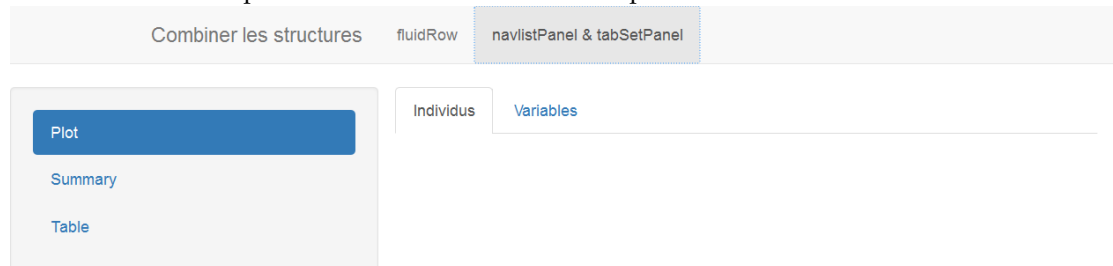 Combiner les structures fluidRow navlistPanel & tabSetPanel
Individus Variables
Plot
Summary
Table